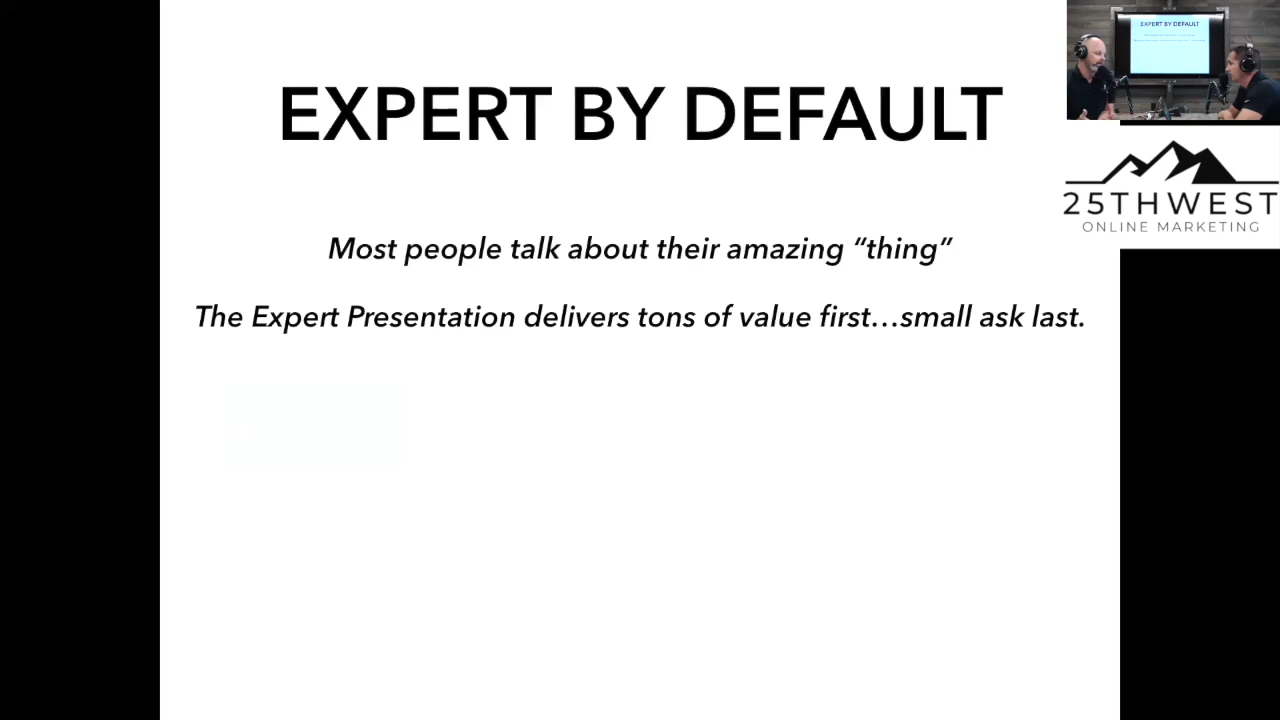 EXPERT BY DEFAULT
Most people talk about their amazing “thing”
The Expert Presentation delivers tons of value first...small ask last.
EXPERT BY DEFAULT
25THWEST
ONLINE MARKETING